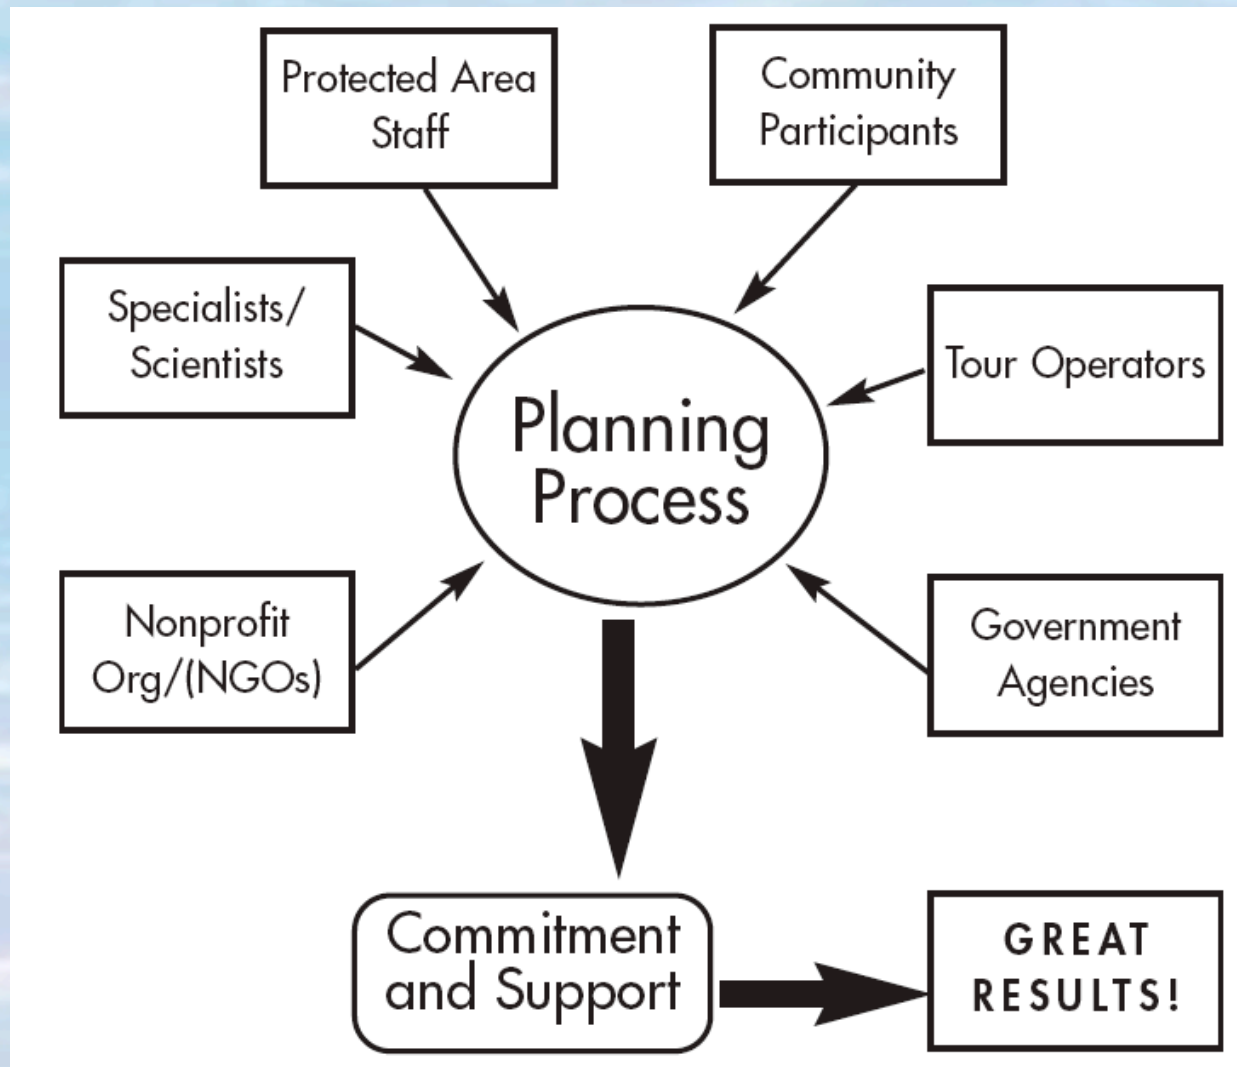 Protected Area
Staff
Community
Participants
Specialists/
Scientists
Tour Operators
Planning
Process
Nonprofit
Org/(NGOs)
Government
Agencies
Commitment
and Support
GREAT
RESULTS!